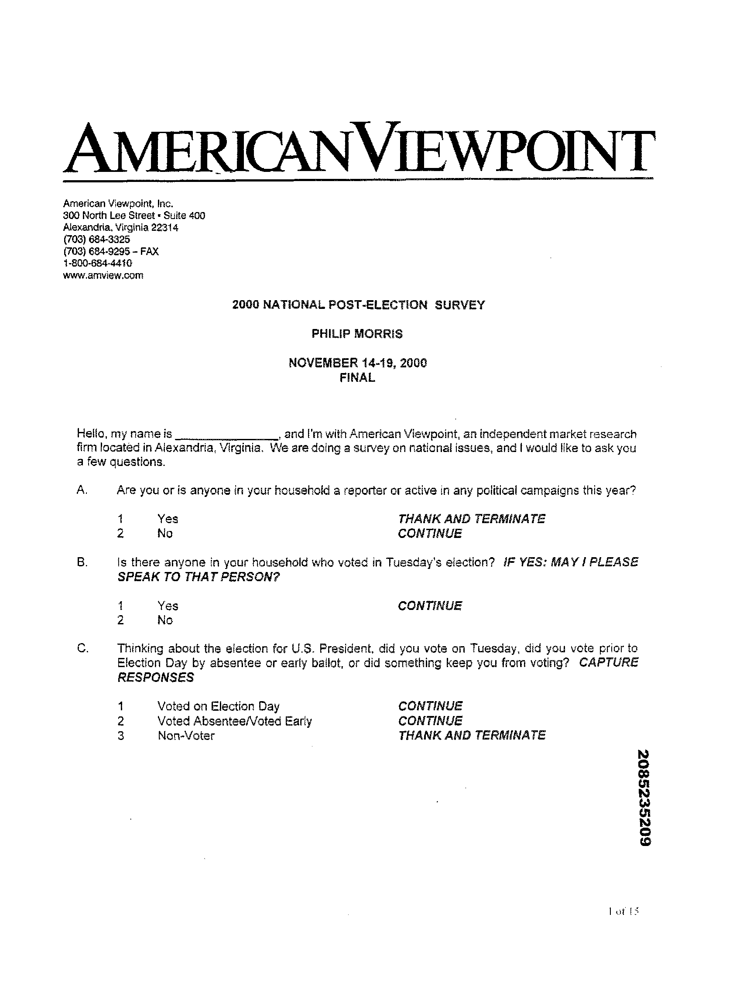 AMERICANVIEWPOINT
American Viewpoint, Inc.
300 North Lee Street • Suite 400
Alexandria, Virginia 22314
(703) 684-3325
(703) 684-9295 – FAX
1-800-684-4410
www.amview.com
2000 NATIONAL POST-ELECTION SURVEY
PHILIP MORRIS
NOVEMBER 14-19, 2000
FINAL
Hello, my name is ________________, and I'm with American Viewpoint, an independent market research
firm located in Alexandria, Virginia. We are doing a survey on national issues, and I would like to ask you
a few questions.
A. Are you or is anyone in your household a reporter or active in any political campaigns this year?
1 Yes THANK AND TERMINATE
2 No CONTINUE
B. Is there anyone in your household who voted in Tuesday's election? IF YES: MAY I PLEASE
SPEAK TO THAT PERSON?
1 Yes CONTINUE
2 No
C. Thinking about the election for U.S. President, did you vote on Tuesday, did you vote prior to
Election Day by absentee or early ballot, or did something keep you from voting? CAPTURE
RESPONSES
1 Voted on Election Day CONTINUE
2 Voted Absentee/Voted Early CONTINUE
3 Non-Voter THANK AND TERMINATE
2085235209
1 of 15